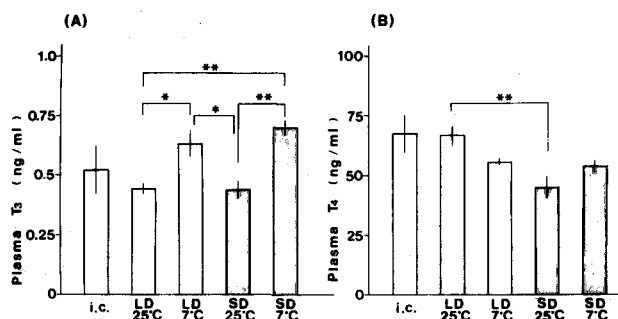 (A)
**
*
*
**
Plasma T3 (ng/ml)
1.0
0.75
0.5
0.25
0
i.c. LD 25℃ LD 7℃ SD 25℃ SD 7℃
(B)
**
Plasma T4 (ng/ml)
100
75
50
25
0
i.c. LD 25℃ LD 7℃ SD 25℃ SD 7℃